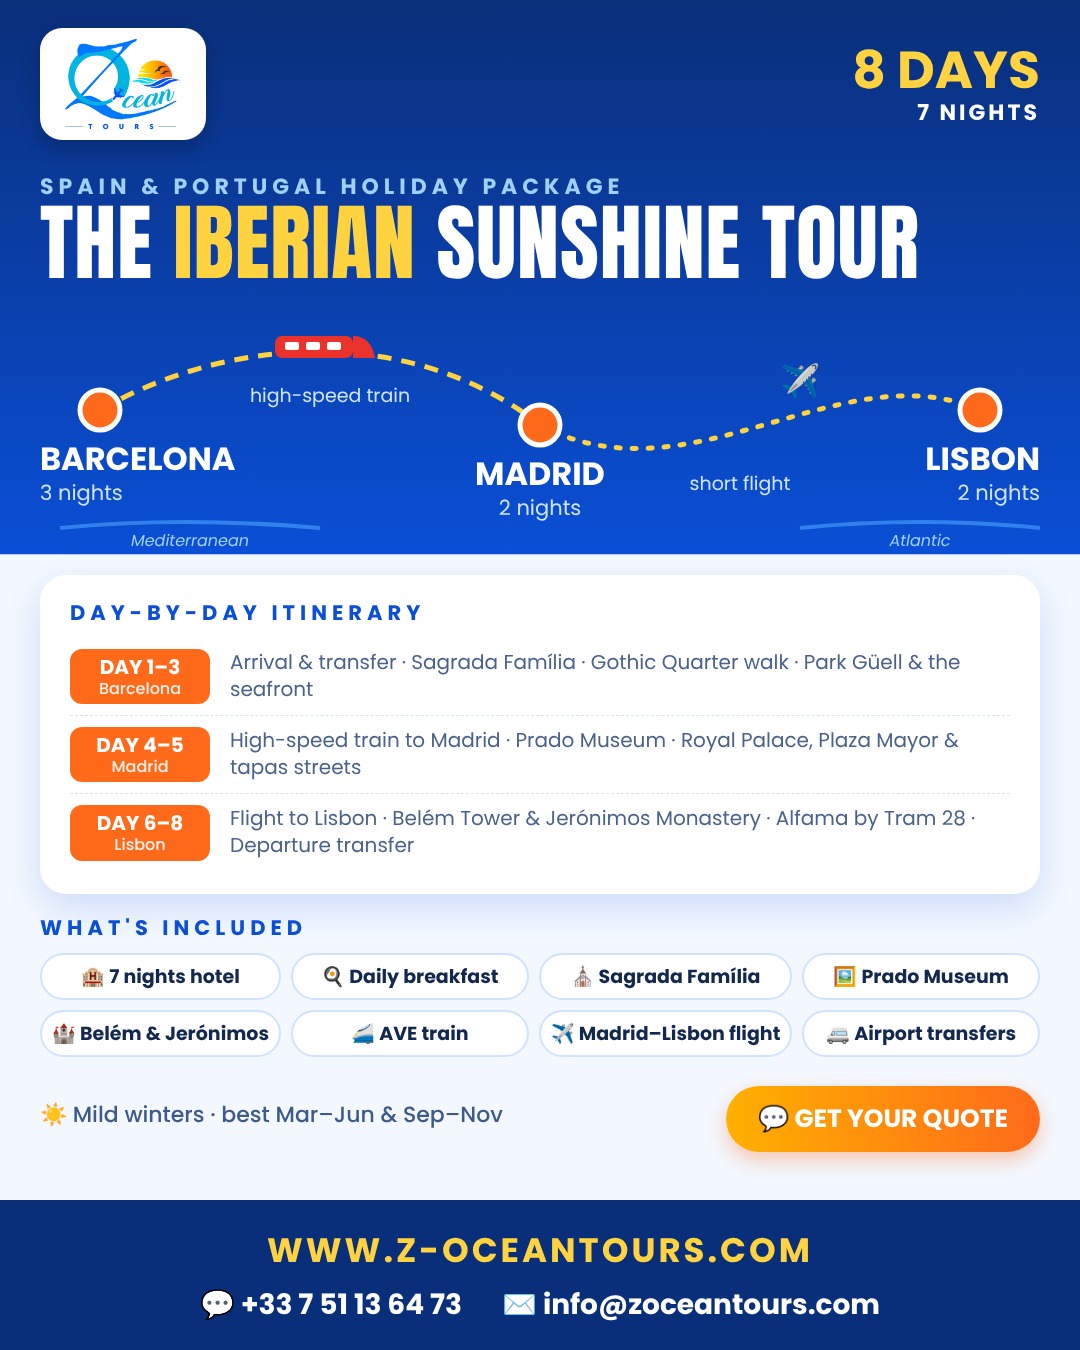 Zocean
TOURS
8 DAYS
7 NIGHTS
SPAIN & PORTUGAL HOLIDAY PACKAGE
THE IBERIAN SUNSHINE TOUR
high-speed train
BARCELONA
3 nights
MADRID
2 nights
short flight
LISBON
2 nights
Mediterranean
Atlantic
DAY-BY-DAY ITINERARY
DAY 1–3
Barcelona
Arrival & transfer · Sagrada Família · Gothic Quarter walk · Park Güell & the
seafront
DAY 4–5
Madrid
High-speed train to Madrid · Prado Museum · Royal Palace, Plaza Mayor &
tapas streets
DAY 6–8
Lisbon
Flight to Lisbon · Belém Tower & Jerónimos Monastery · Alfama by Tram 28 ·
Departure transfer
WHAT'S INCLUDED
🏨 7 nights hotel
🍳 Daily breakfast
⛪ Sagrada Família
🖼️ Prado Museum
🏰 Belém & Jerónimos
🚄 AVE train
✈️ Madrid–Lisbon flight
🚐 Airport transfers
☀️ Mild winters · best Mar–Jun & Sep–Nov
💬 GET YOUR QUOTE
WWW.Z-OCEANTOURS.COM
💬 +33 7 51 13 64 73
✉️ info@zoceantours.com